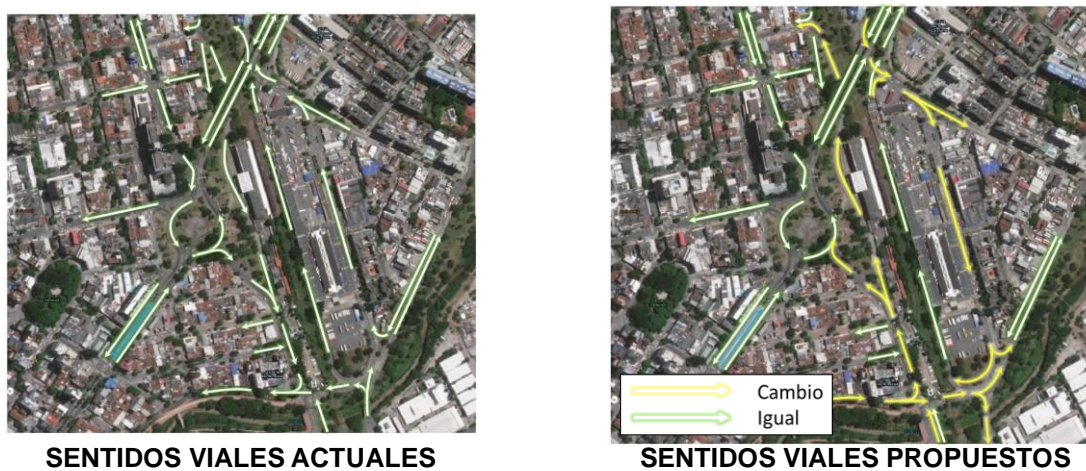 Cambio
Igual
SENTIDOS VIALES ACTUALES
SENTIDOS VIALES PROPUESTOS